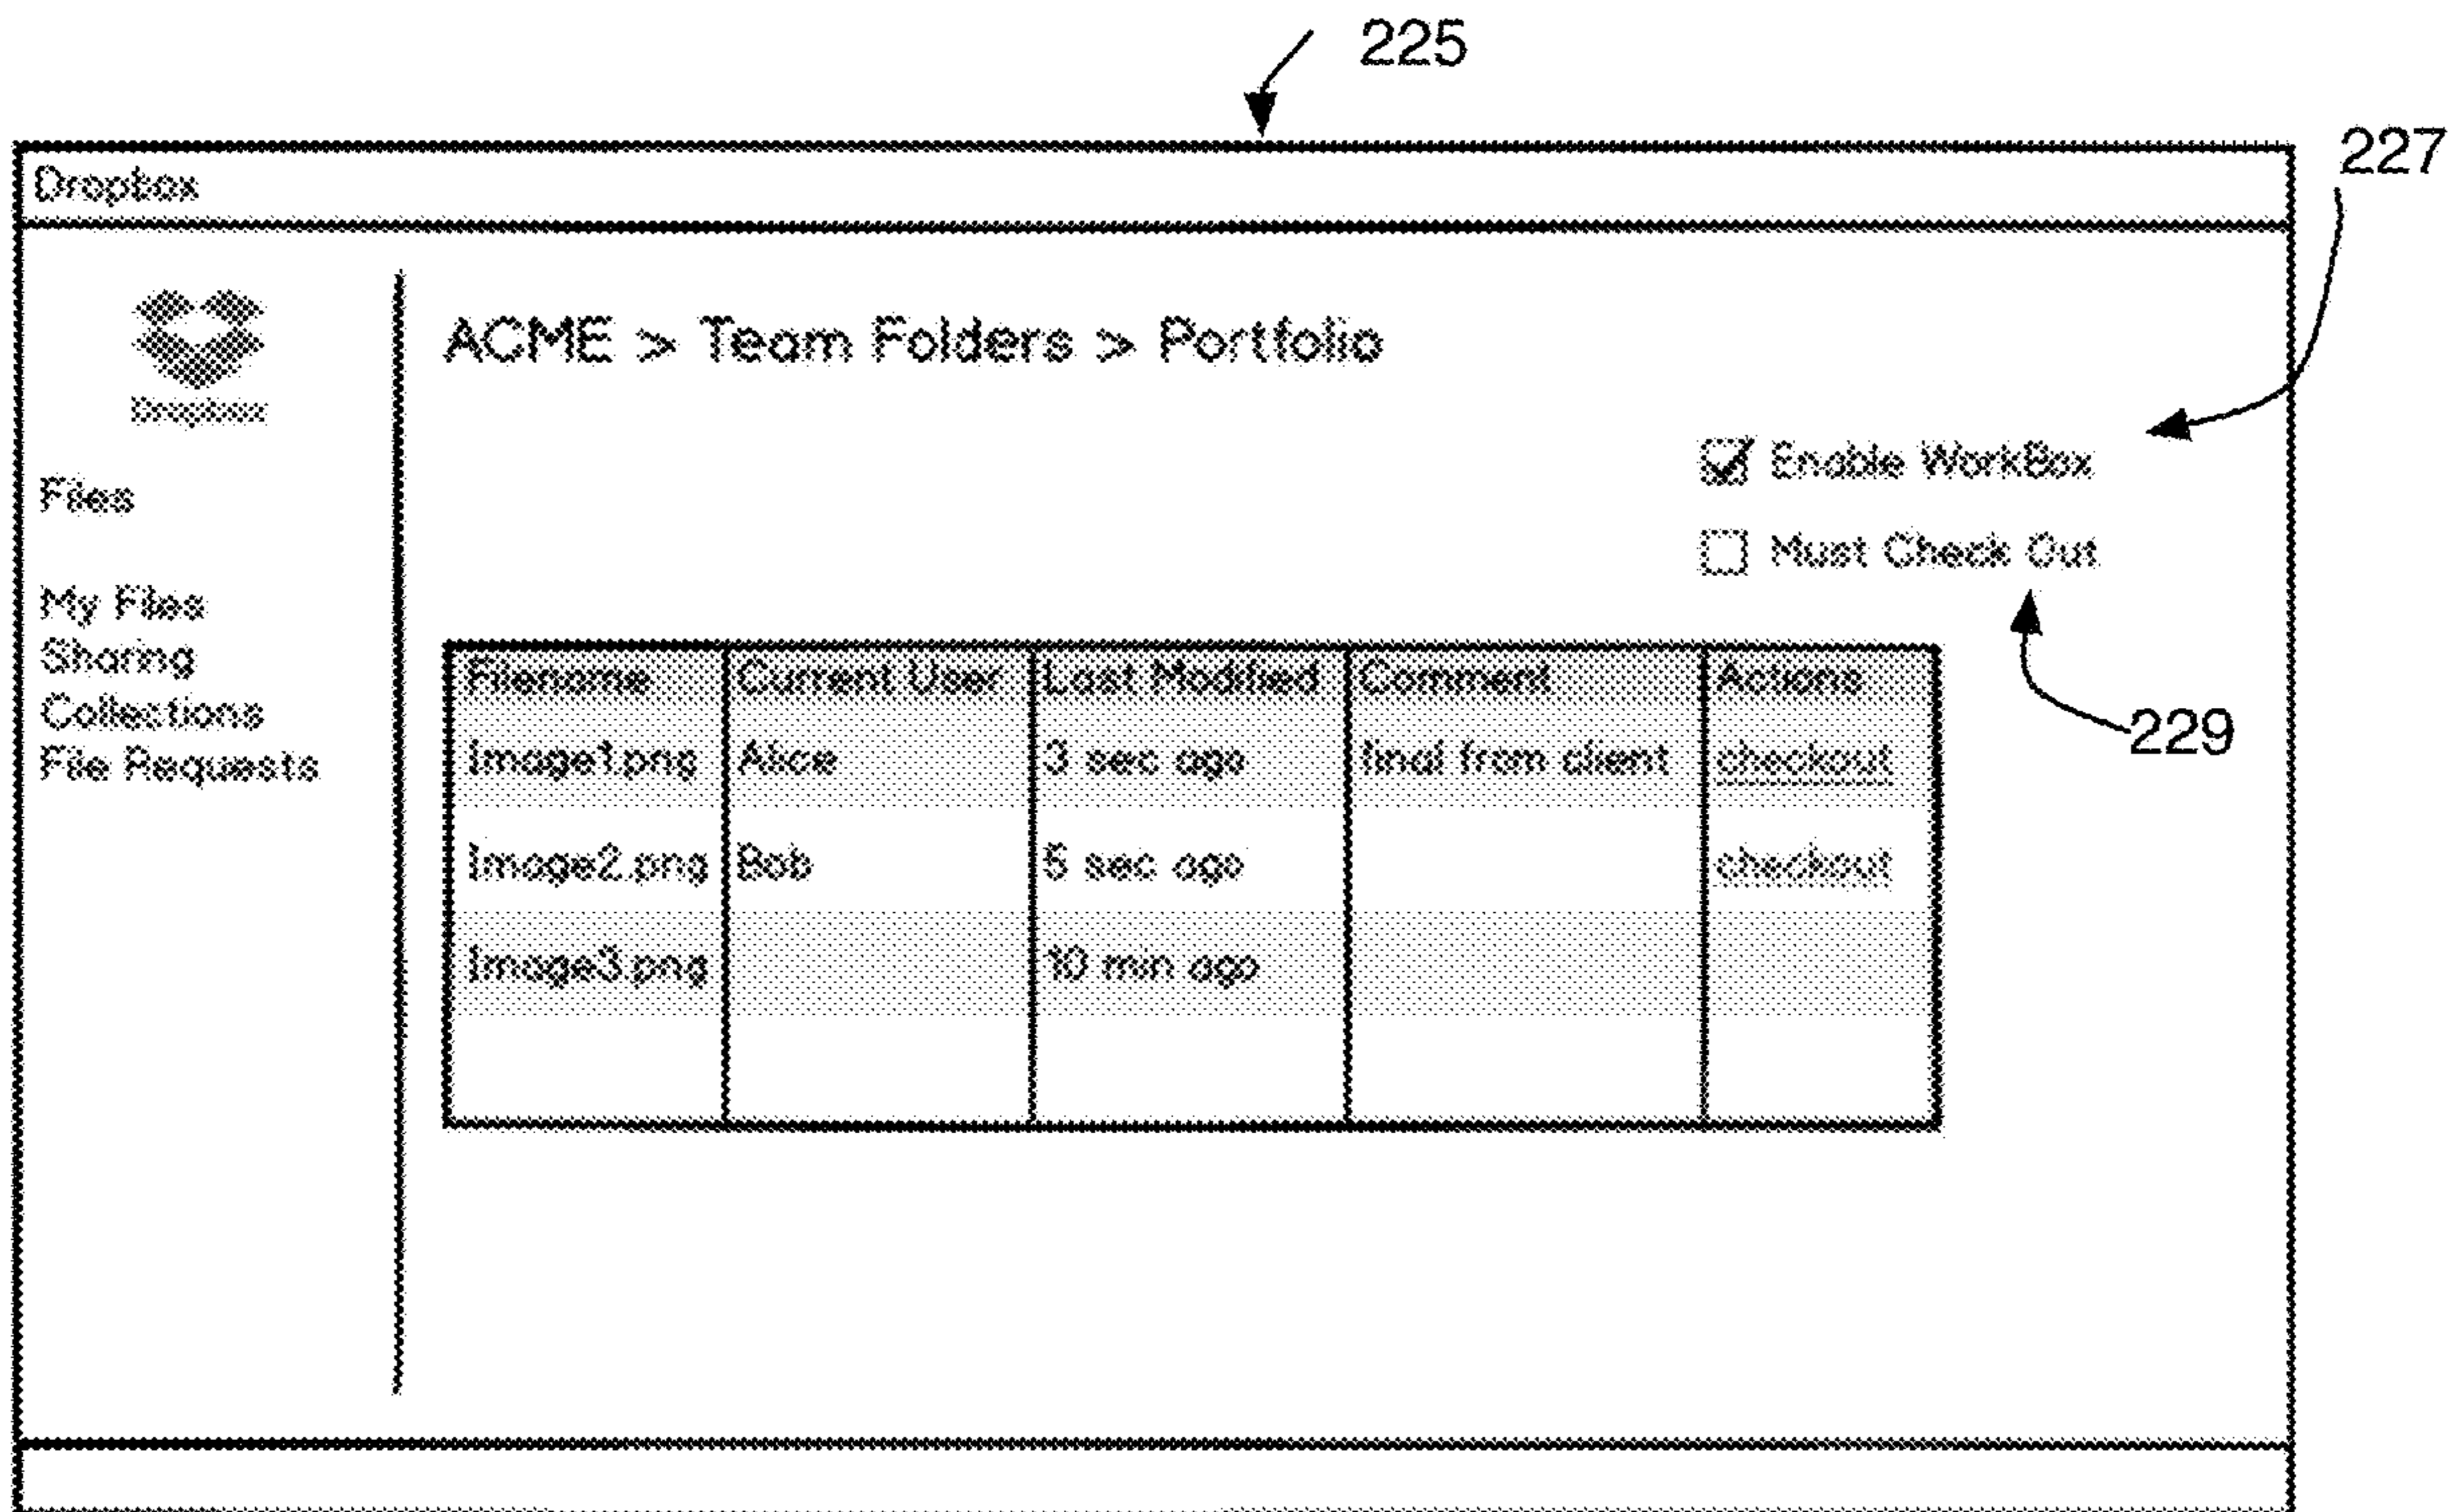 225
227
Dropbox
Dropbox
ACME > Team Folders > Portfolio
Enable WorkBox
Must Check Out
229
Files
My Files
Sharing
Collections
File Requests
Filename Current User Last Modified Comment Actions
Image1.png Alice 3 sec ago final from client checkout
Image2.png Bob 5 sec ago checkout
Image3.png 10 min ago